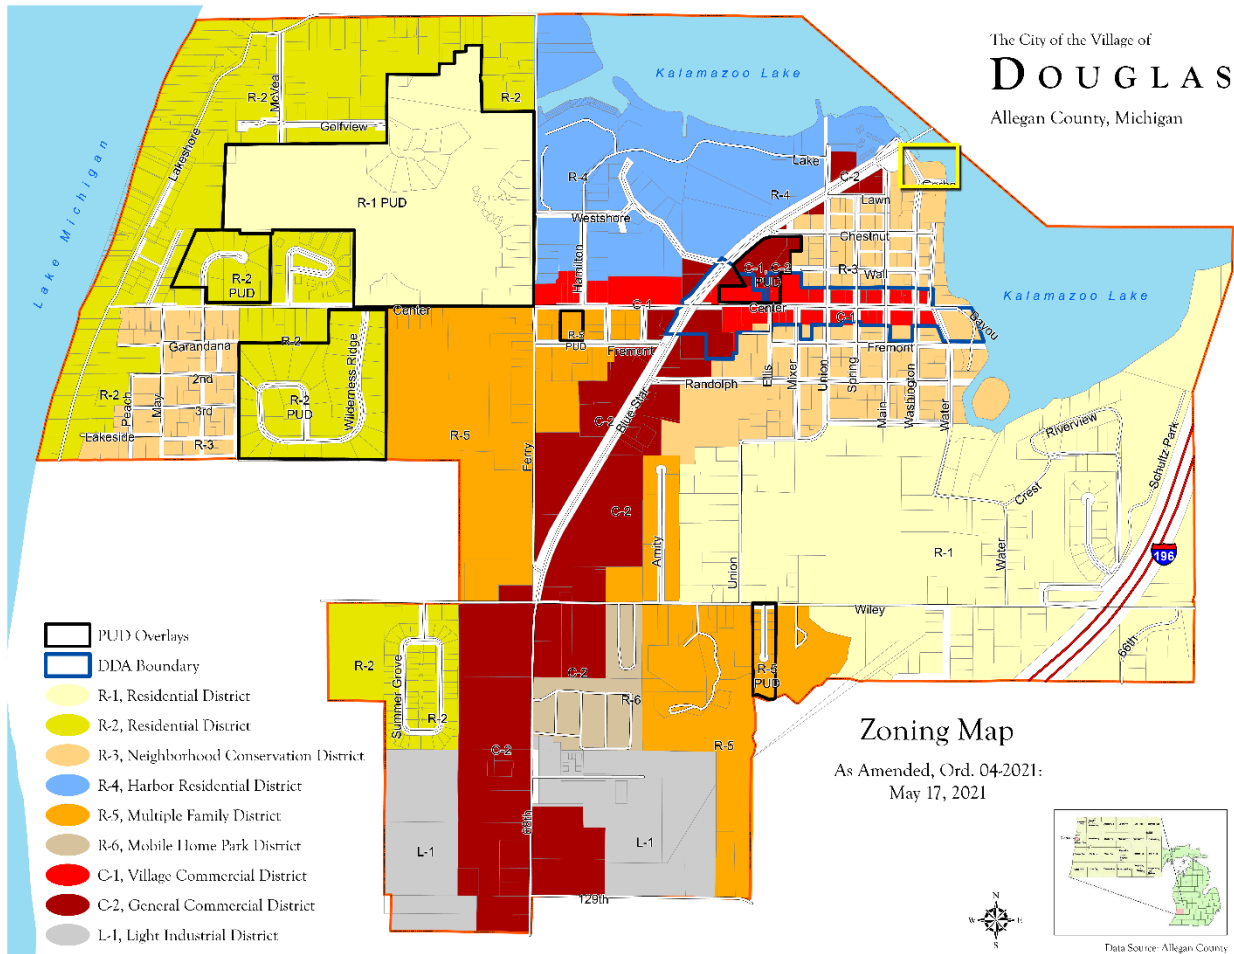 The City of the Village of
DOUGLAS
Allegan County, Michigan
Kalamazoo Lake
Lake Michigan
Kalamazoo Lake
R-2
McVea
R-2
Golfview
Lakeshore
R-1 PUD
R-4
Lake
C-2
R-4
Lawn
Westshore
Chestnut
R-3
Wall
C-1, C-2
PUD
Hamilton
R-2
PUD
Center
C-1
Center
C-1
Bayou
R-5
PUD
Fremont
Fremont
Garandana
R-2
2nd
R-2
PUD
Wilderness Ridge
R-2
Peach
May
3rd
Lakeside
R-3
Randolph
Ellis
Mixer
Union
Spring
Main
Washington
Water
Blue Star
C-2
R-5
Ferry
Riverview
Schultz Park
Crest
C-2
Amity
Union
R-1
Water
196
Wiley
66th
R-2
Summer Grove
R-2
C-2
R-6
R-5
PUD
R-5
C-2
68th
L-1
L-1
129th
PUD Overlays
DDA Boundary
R-1, Residential District
R-2, Residential District
R-3, Neighborhood Conservation District
R-4, Harbor Residential District
R-5, Multiple Family District
R-6, Mobile Home Park District
C-1, Village Commercial District
C-2, General Commercial District
L-1, Light Industrial District
Zoning Map
As Amended, Ord. 04-2021:
May 17, 2021
N
W
E
S
Data Source: Allegan County